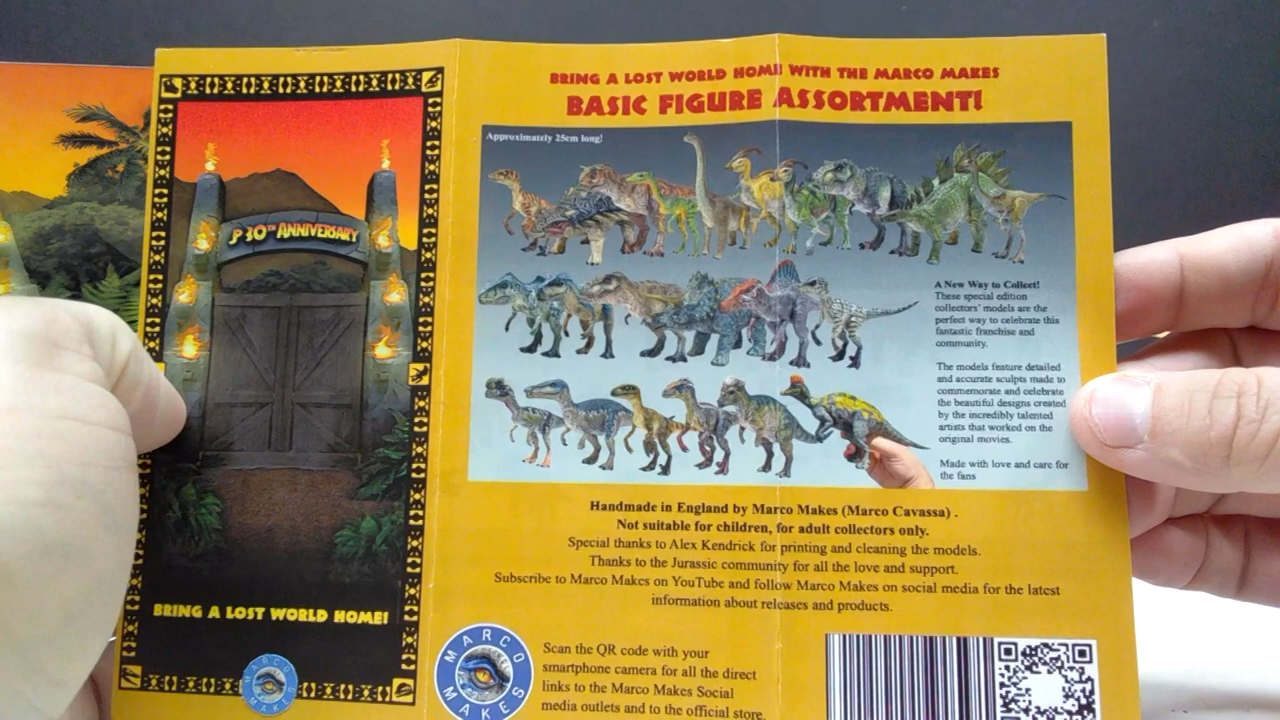 JP 30TH ANNIVERSARY
BRING A LOST WORLD HOME!
MARCO MAKES
BRING A LOST WORLD HOME WITH THE MARCO MAKES
BASIC FIGURE ASSORTMENT!
Approximately 25cm long!
A New Way to Collect!
These special edition
collectors' models are the
perfect way to celebrate this
fantastic franchise and
community.
The models feature detailed
and accurate sculpts made to
commemorate and celebrate
the beautiful designs created
by the incredibly talented
artists that worked on the
original movies.
Made with love and care for
the fans
Handmade in England by Marco Makes (Marco Cavassa) -
Not suitable for children, for adult collectors only.
Special thanks to Alex Kendrick for printing and cleaning the models.
Thanks to the Jurassic community for all the love and support.
Subscribe to Marco Makes on YouTube and follow Marco Makes on social media for the latest
information about releases and products.
MARCO MAKES
Scan the QR code with your
smartphone camera for all the direct
links to the Marco Makes Social
media outlets and to the official store.